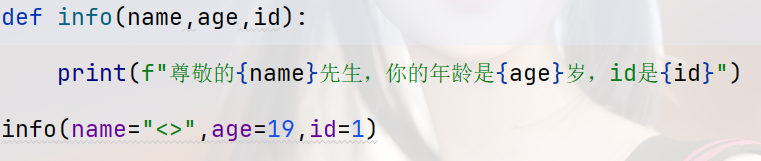 def info(name,age,id):
    print(f"尊敬的{name}先生，你的年龄是{age}岁，id是{id}")
info(name="<>",age=19,id=1)